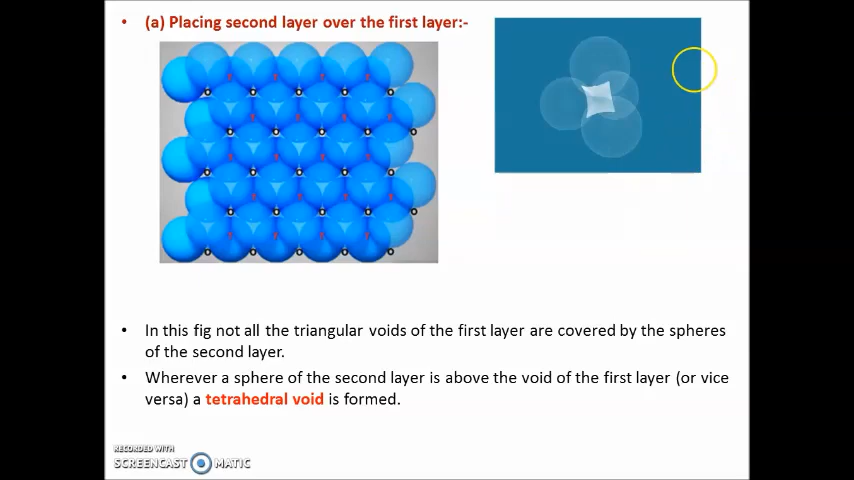 • (a) Placing second layer over the first layer:-
• In this fig not all the triangular voids of the first layer are covered by the spheres
of the second layer.
• Wherever a sphere of the second layer is above the void of the first layer (or vice
versa) a tetrahedral void is formed.
RECORDED WITH
SCREENCAST MATIC